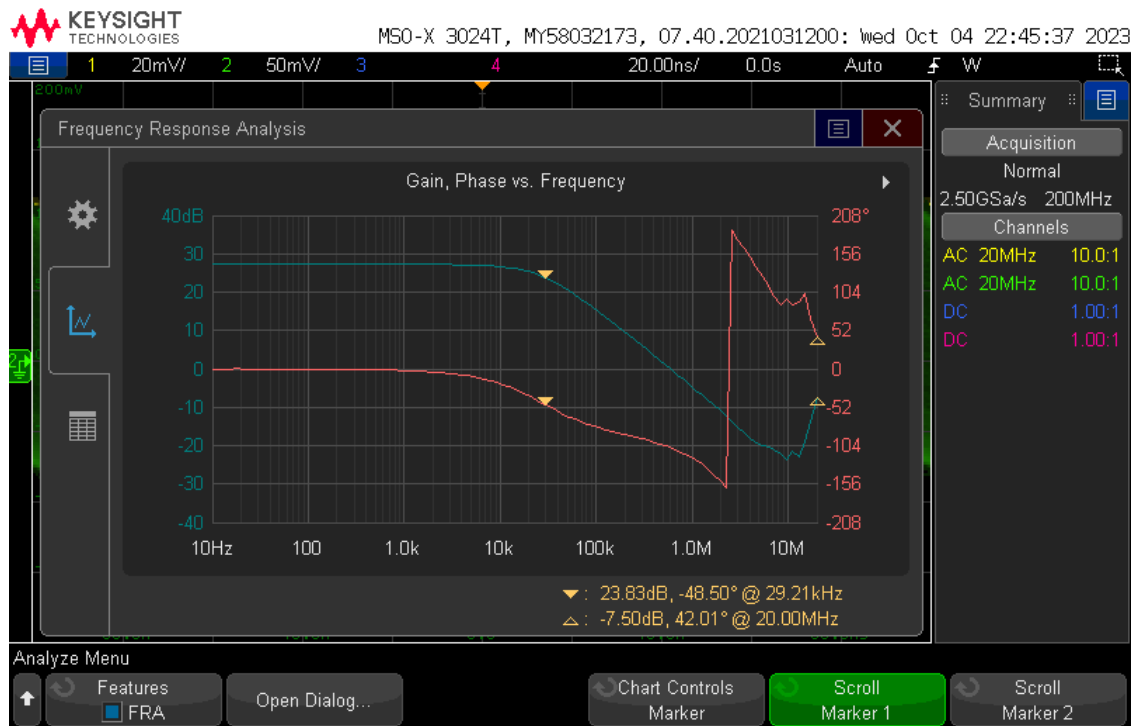 KEYSIGHT
TECHNOLOGIES
MSO-X 3024T, MY58032173, 07.40.2021031200: Wed Oct 04 22:45:37 2023
1 20mV/ 2 50mV/ 3 4 20.00ns/ 0.0s Auto W
200mV
Summary
Frequency Response Analysis
Acquisition
Normal
2.50GSa/s 200MHz
Channels
AC 20MHz 10.0:1
AC 20MHz 10.0:1
DC 1.00:1
DC 1.00:1
Gain, Phase vs. Frequency
40dB 208°
30 156
20 104
10 52
0 0
-10 -52
-20 -104
-30 -156
-40 -208
10Hz 100 1.0k 10k 100k 1.0M 10M
: 23.83dB, -48.50° @ 29.21kHz
: -7.50dB, 42.01° @ 20.00MHz
2
Analyze Menu
Features
FRA
Open Dialog...
Chart Controls
Marker
Scroll
Marker 1
Scroll
Marker 2